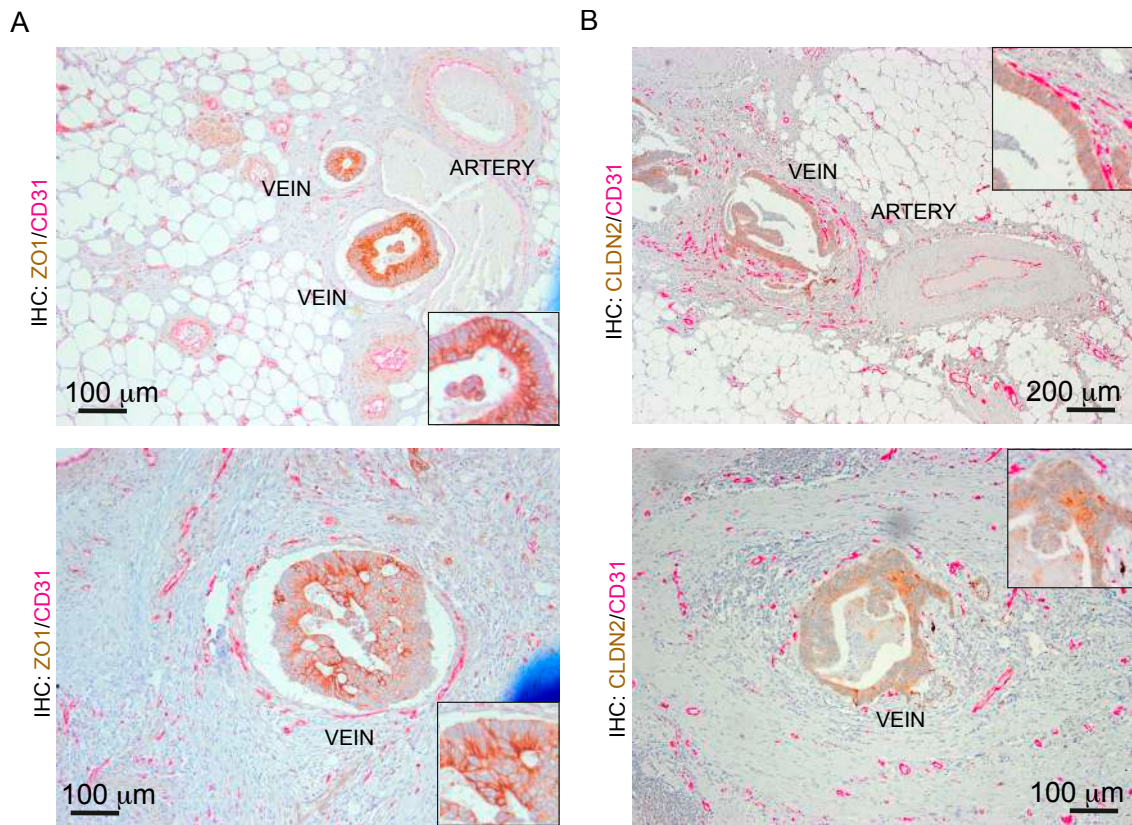 A
IHC: ZO1/CD31
VEIN
ARTERY
VEIN
100 μm
IHC: ZO1/CD31
VEIN
100 μm
B
IHC: CLDN2/CD31
VEIN
ARTERY
200 μm
IHC: CLDN2/CD31
VEIN
100 μm